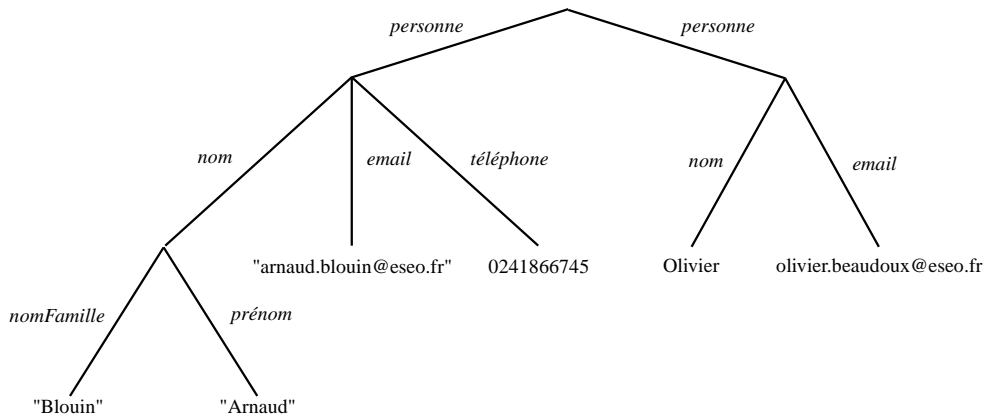 personne
personne
nom
email
téléphone
nom
email
"arnaud.blouin@eseo.fr"
0241866745
Olivier
olivier.beaudoux@eseo.fr
nomFamille
prénom
"Blouin"
"Arnaud"